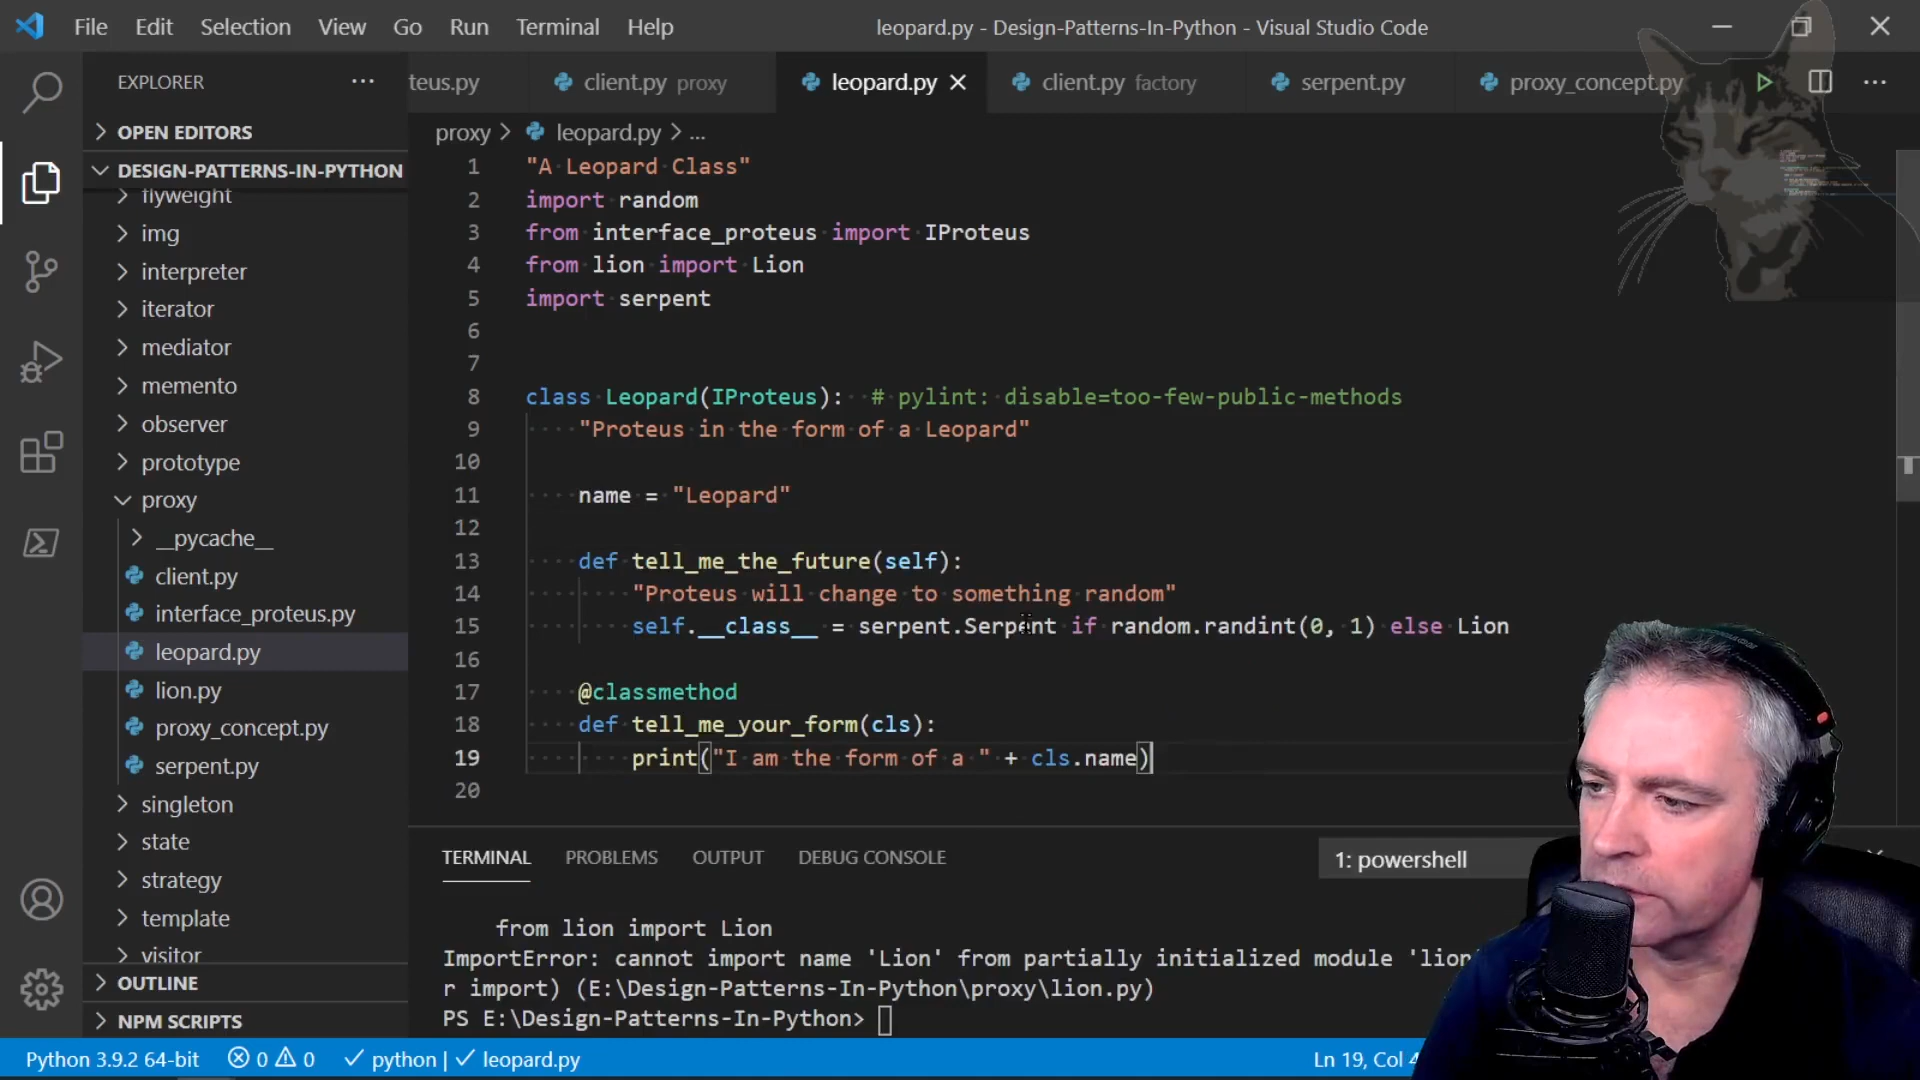 File Edit Selection View Go Run Terminal Help leopard.py - Design-Patterns-In-Python - Visual Studio Code
EXPLORER
teus.py client.py proxy leopard.py client.py factory serpent.py proxy_concept.py
OPEN EDITORS
DESIGN-PATTERNS-IN-PYTHON
flyweight
img
interpreter
iterator
mediator
memento
observer
prototype
proxy
__pycache__
client.py
interface_proteus.py
leopard.py
lion.py
proxy_concept.py
serpent.py
singleton
state
strategy
template
visitor
OUTLINE
NPM SCRIPTS
proxy > leopard.py > ...
1 "A Leopard Class"
2 import random
3 from interface_proteus import IProteus
4 from lion import Lion
5 import serpent
6
7
8 class Leopard(IProteus): # pylint: disable=too-few-public-methods
9 "Proteus in the form of a Leopard"
10
11 name = "Leopard"
12
13 def tell_me_the_future(self):
14 "Proteus will change to something random"
15 self.__class__ = serpent.Serpent if random.randint(0, 1) else Lion
16
17 @classmethod
18 def tell_me_your_form(cls):
19 print("I am the form of a " + cls.name)
20
TERMINAL PROBLEMS OUTPUT DEBUG CONSOLE 1: powershell
from lion import Lion
ImportError: cannot import name 'Lion' from partially initialized module 'lion
r import) (E:\Design-Patterns-In-Python\proxy\lion.py)
PS E:\Design-Patterns-In-Python>
Python 3.9.2 64-bit 0 0 python | leopard.py Ln 19, Col 4